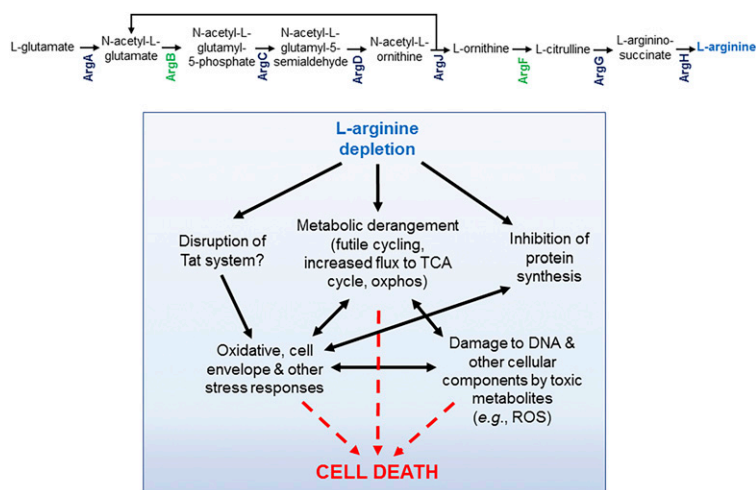 L-glutamate
ArgA
N-acetyl-L-
glutamate
ArgB
N-acetyl-L-
glutamyl-
5-phosphate
ArgC
N-acetyl-L-
glutamyl-5-
semialdehyde
ArgD
N-acetyl-L-
ornithine
ArgJ
L-ornithine
ArgF
L-citrulline
ArgG
L-arginino-
succinate
ArgH
L-arginine
L-arginine
depletion
Disruption of
Tat system?
Metabolic derangement
(futile cycling,
increased flux to TCA
cycle, oxphos)
Inhibition of
protein
synthesis
Oxidative, cell
envelope & other
stress responses
Damage to DNA &
other cellular
components by toxic
metabolites
(e.g., ROS)
CELL DEATH